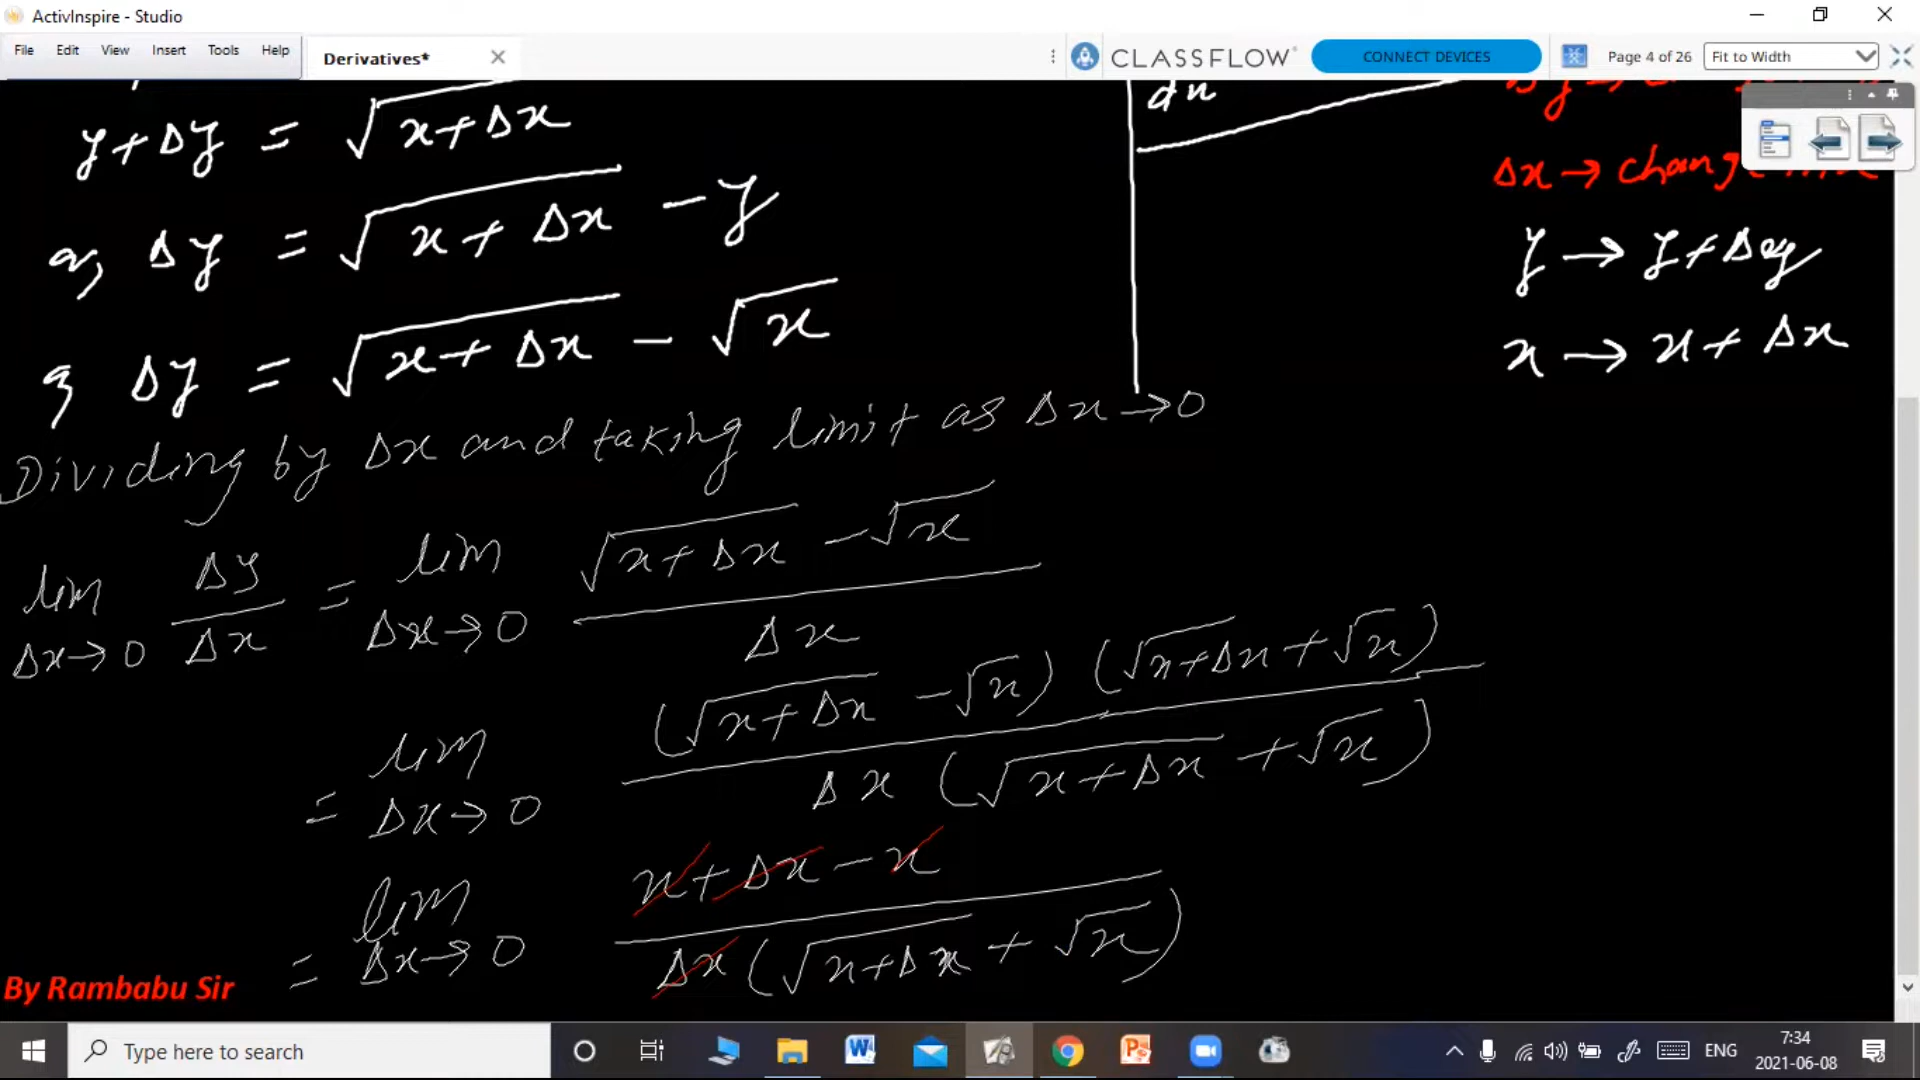 ActivInspire - Studio
File Edit View Insert Tools Help
Derivatives*
CLASSFLOW
CONNECT DEVICES
Page 4 of 26
Fit to Width
y+Δy = √(x+Δx)
or, Δy = √(x+Δx) - y
Δy = √(x+Δx) - √x
dx
Δx → change
y → y+Δy
x → x+Δx
Dividing by Δx and taking limit as Δx→0
lim Δx→0 Δy/Δx = lim Δx→0 (√(x+Δx) - √x)/Δx
= lim Δx→0 (√(x+Δx) - √x) (√(x+Δx) + √x) / Δx (√(x+Δx) + √x)
= lim Δx→0 (x+Δx-x) / Δx (√(x+Δx) + √x)
By Rambabu Sir
Type here to search
ENG
7:34
2021-06-08